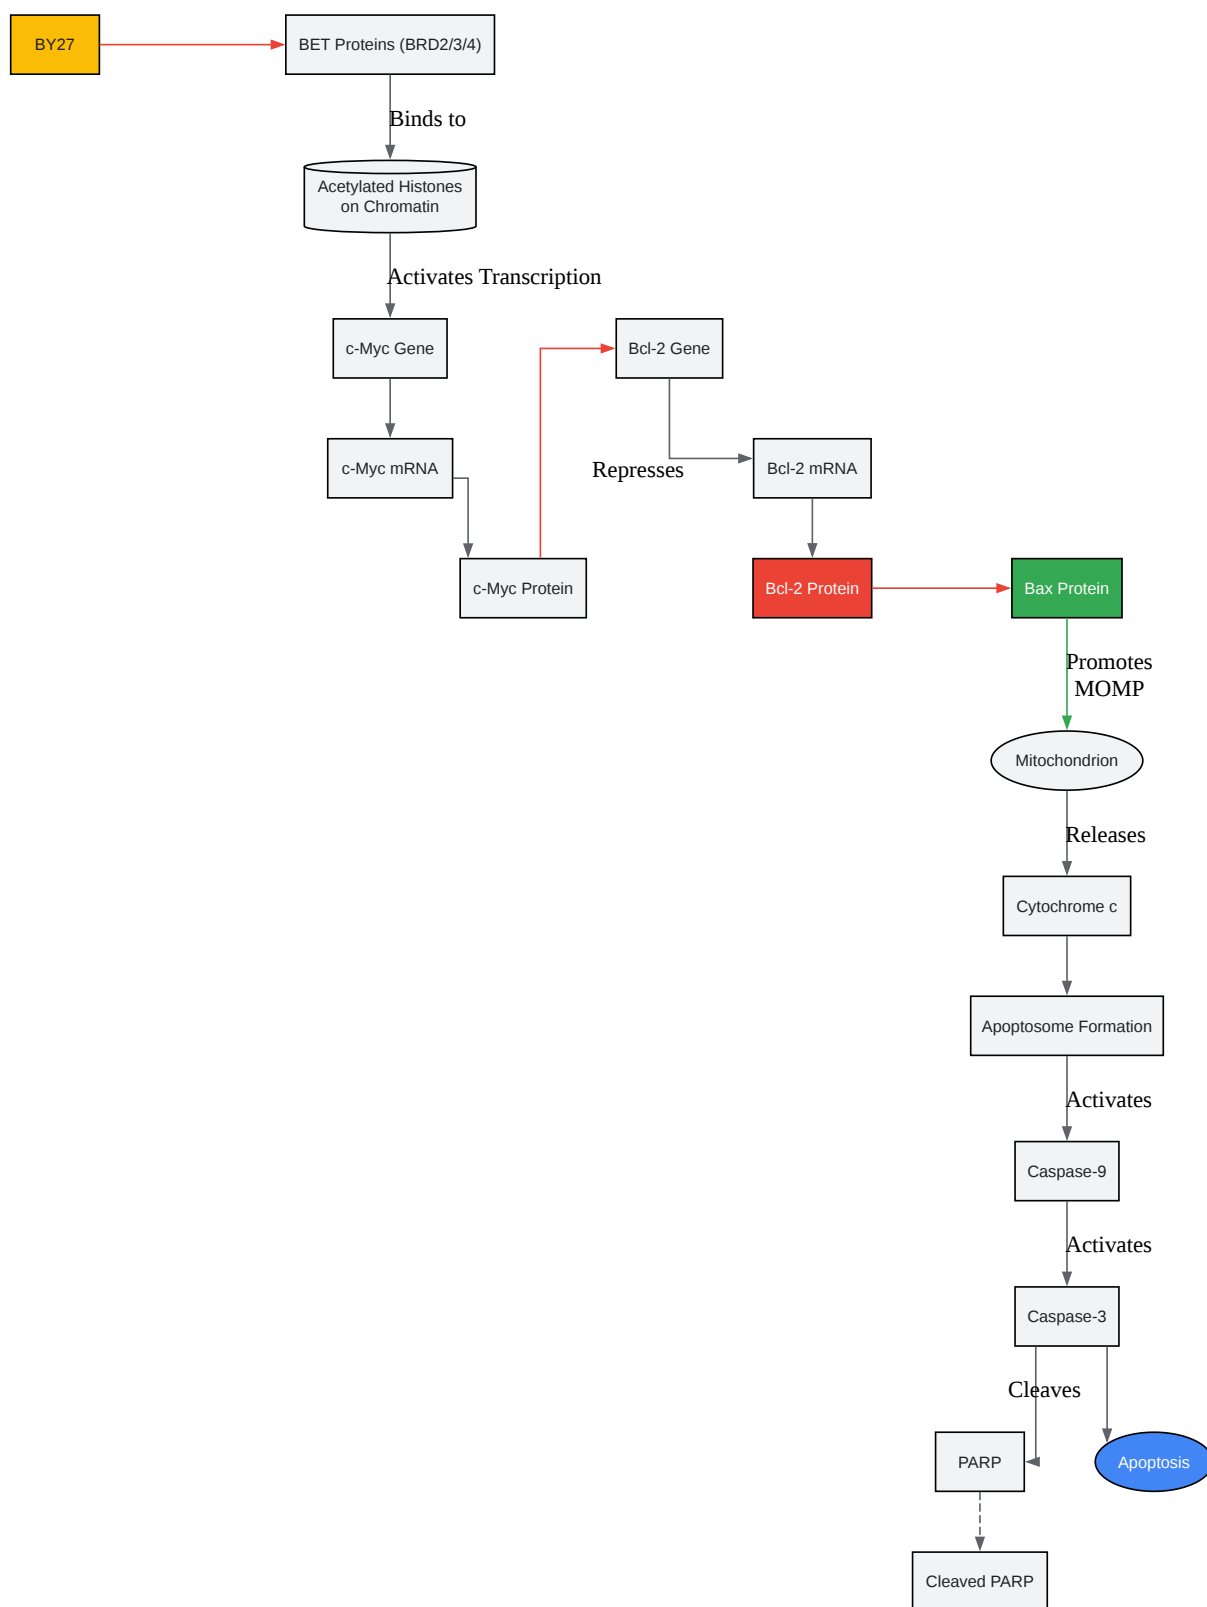 BY27
BET Proteins (BRD2/3/4)
Binds to
Acetylated Histones
on Chromatin
Activates Transcription
c-Myc Gene
Bcl-2 Gene
c-Myc mRNA
Represses
Bcl-2 mRNA
c-Myc Protein
Bcl-2 Protein
Bax Protein
Promotes
MOMP
Mitochondrion
Releases
Cytochrome c
Apoptosome Formation
Activates
Caspase-9
Activates
Caspase-3
Cleaves
PARP
Apoptosis
Cleaved PARP